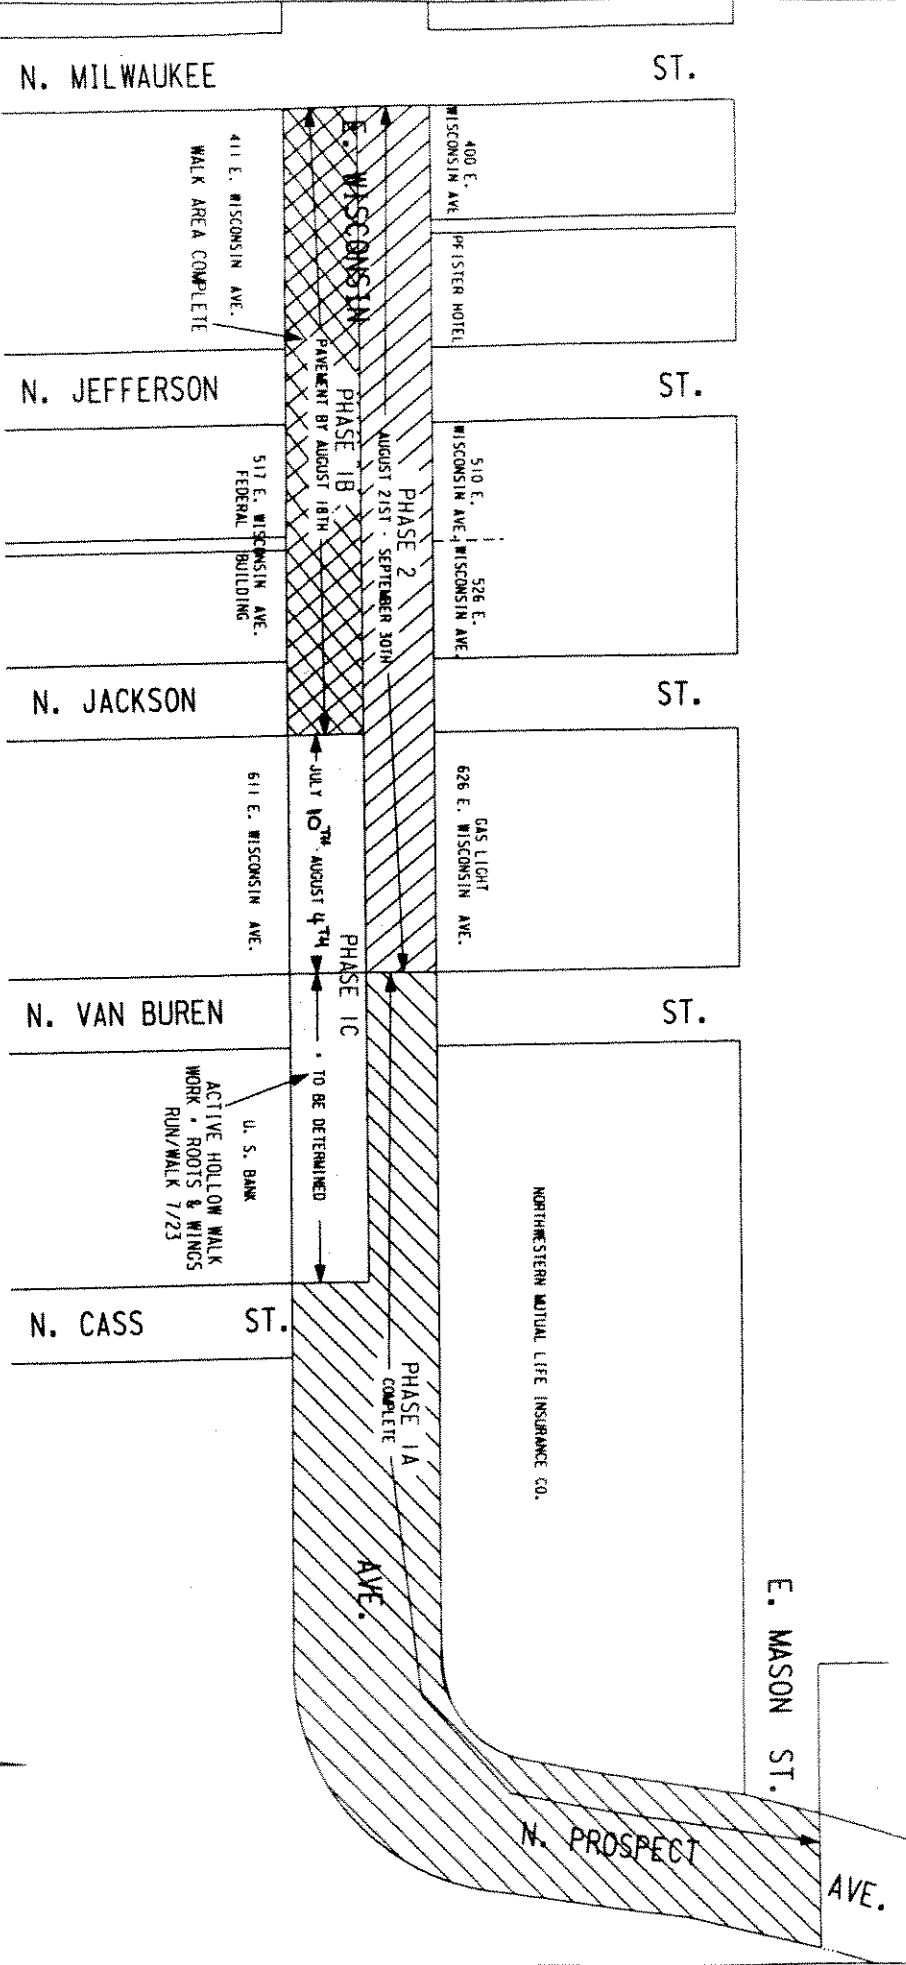 N. MILWAUKEE ST.
400 E.
WISCONSIN AVE
PFISTER HOTEL
E. WISCONSIN
411 E. WISCONSIN AVE.
WALK AREA COMPLETE
N. JEFFERSON ST.
PHASE 1B
PAVEMENT BY AUGUST 18TH
PHASE 2
AUGUST 21ST - SEPTEMBER 30TH
510 E.
WISCONSIN AVE.
526 E.
WISCONSIN AVE.
517 E. WISCONSIN AVE.
FEDERAL BUILDING
N. JACKSON ST.
GAS LIGHT
626 E. WISCONSIN AVE.
611 E. WISCONSIN AVE.
PHASE 1C
JULY 10TH - AUGUST 4TH
N. VAN BUREN ST.
* TO BE DETERMINED
U. S. BANK
ACTIVE HOLLOW WALK
WORK * ROOTS & WINGS
RUN/WALK 7/23
NORTHWESTERN MUTUAL LIFE INSURANCE CO.
N. CASS ST.
PHASE 1A
COMPLETE
AVE.
E. MASON ST.
N. PROSPECT AVE.